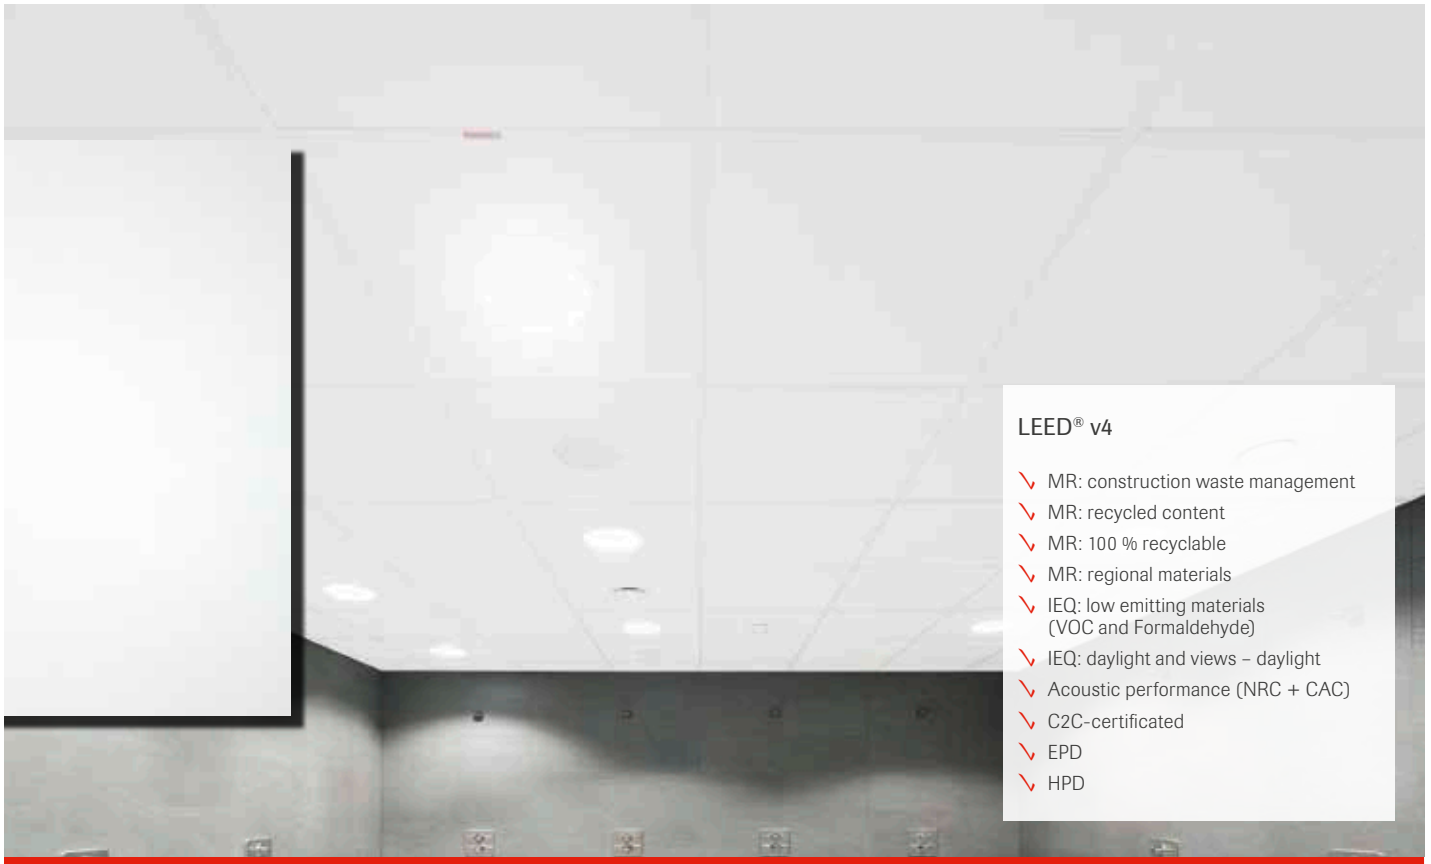 LEED® v4
MR: construction waste management
MR: recycled content
MR: 100 % recyclable
MR: regional materials
IEQ: low emitting materials
(VOC and Formaldehyde)
IEQ: daylight and views – daylight
Acoustic performance (NRC + CAC)
C2C-certificated
EPD
HPD